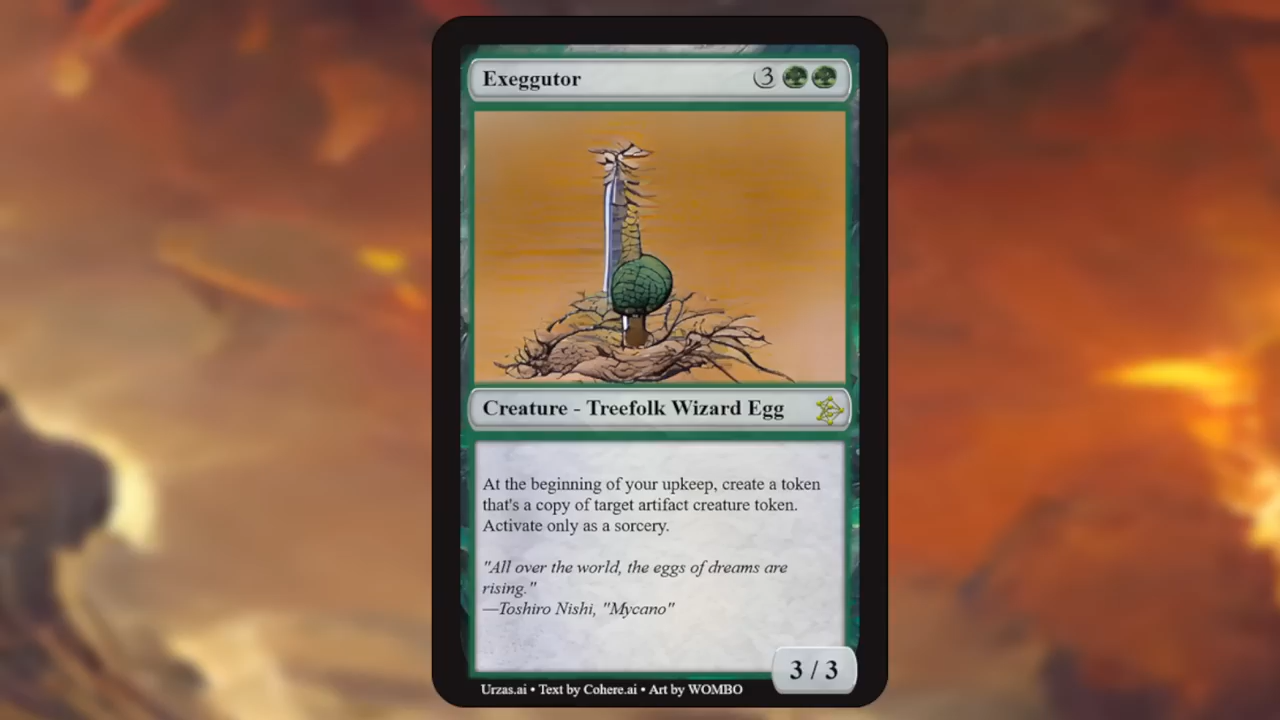 Exeggutor 3
Creature - Treefolk Wizard Egg
At the beginning of your upkeep, create a token
that's a copy of target artifact creature token.
Activate only as a sorcery.
"All over the world, the eggs of dreams are
rising."
—Toshiro Nishi, "Mycano"
3 / 3
Urzas.ai • Text by Cohere.ai • Art by WOMBO